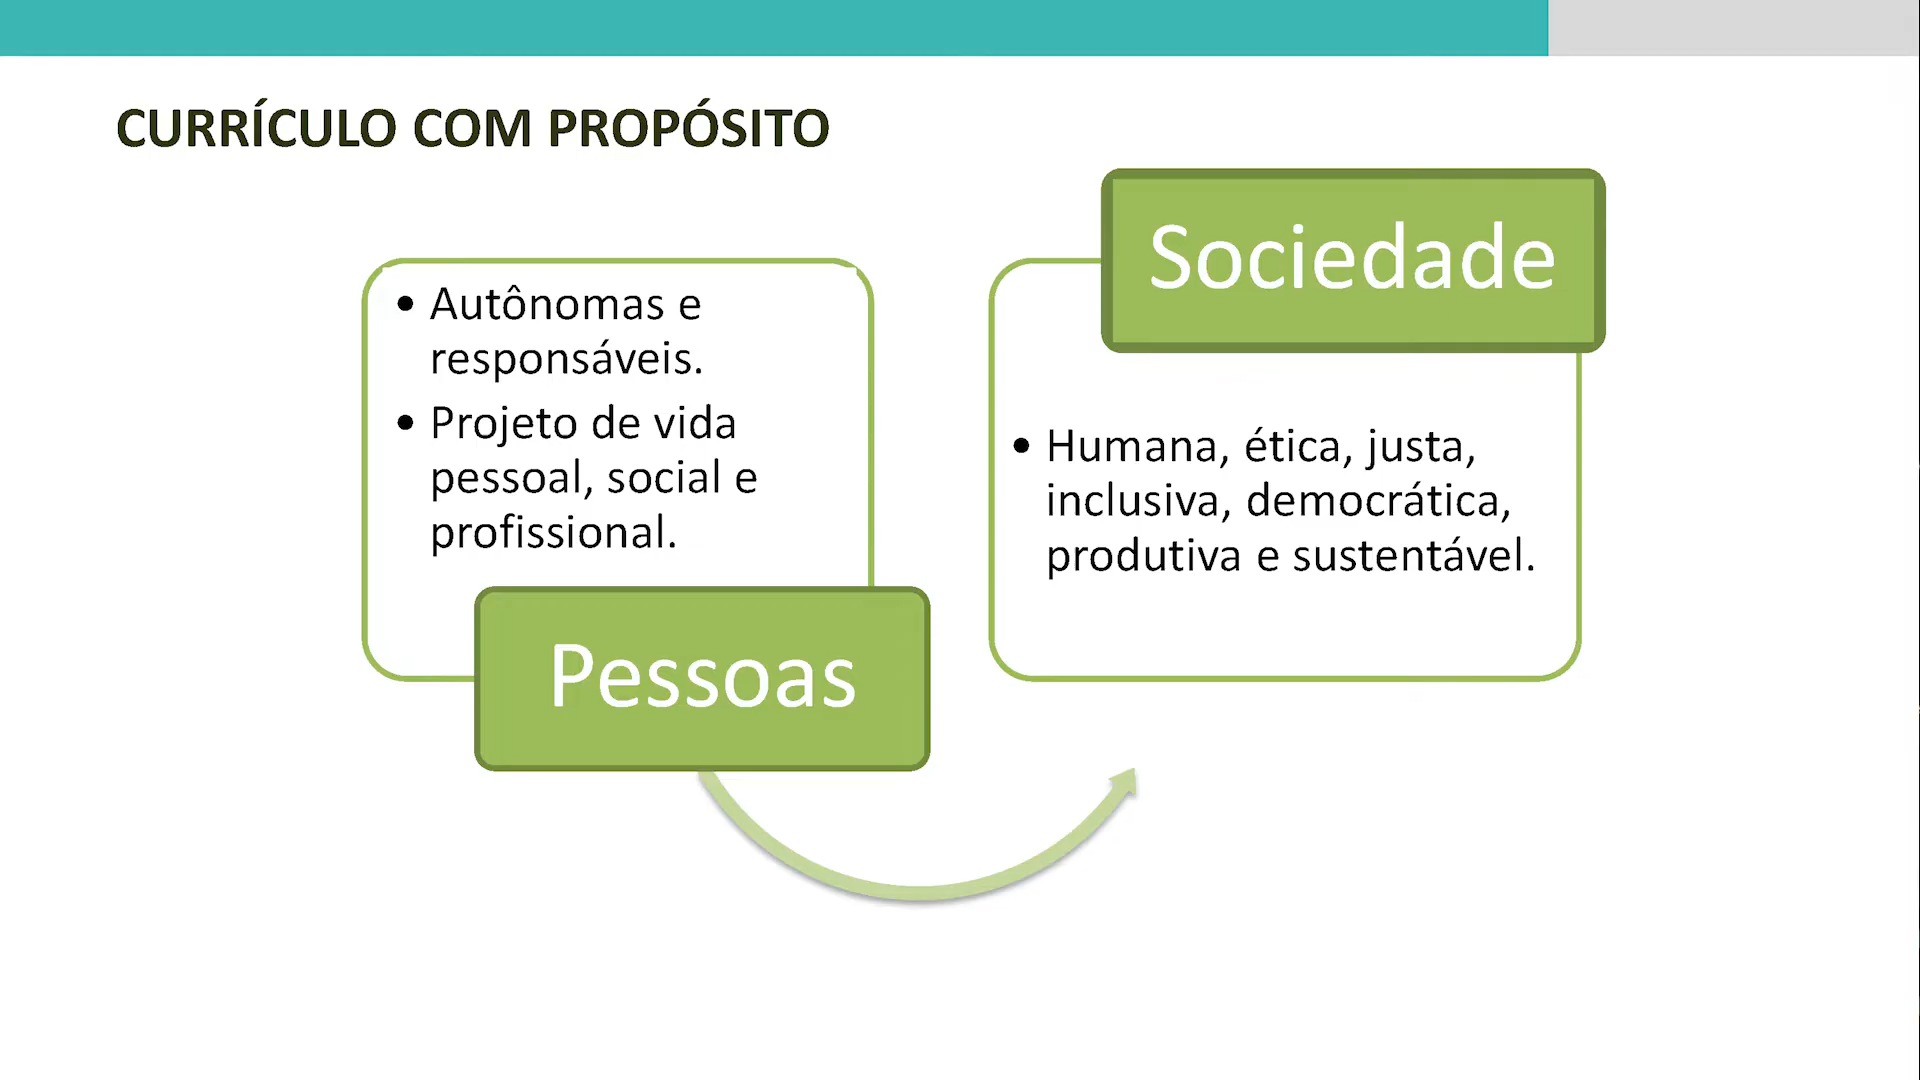 CURRÍCULO COM PROPÓSITO
• Autônomas e
responsáveis.
• Projeto de vida
pessoal, social e
profissional.
Pessoas
Sociedade
• Humana, ética, justa,
inclusiva, democrática,
produtiva e sustentável.